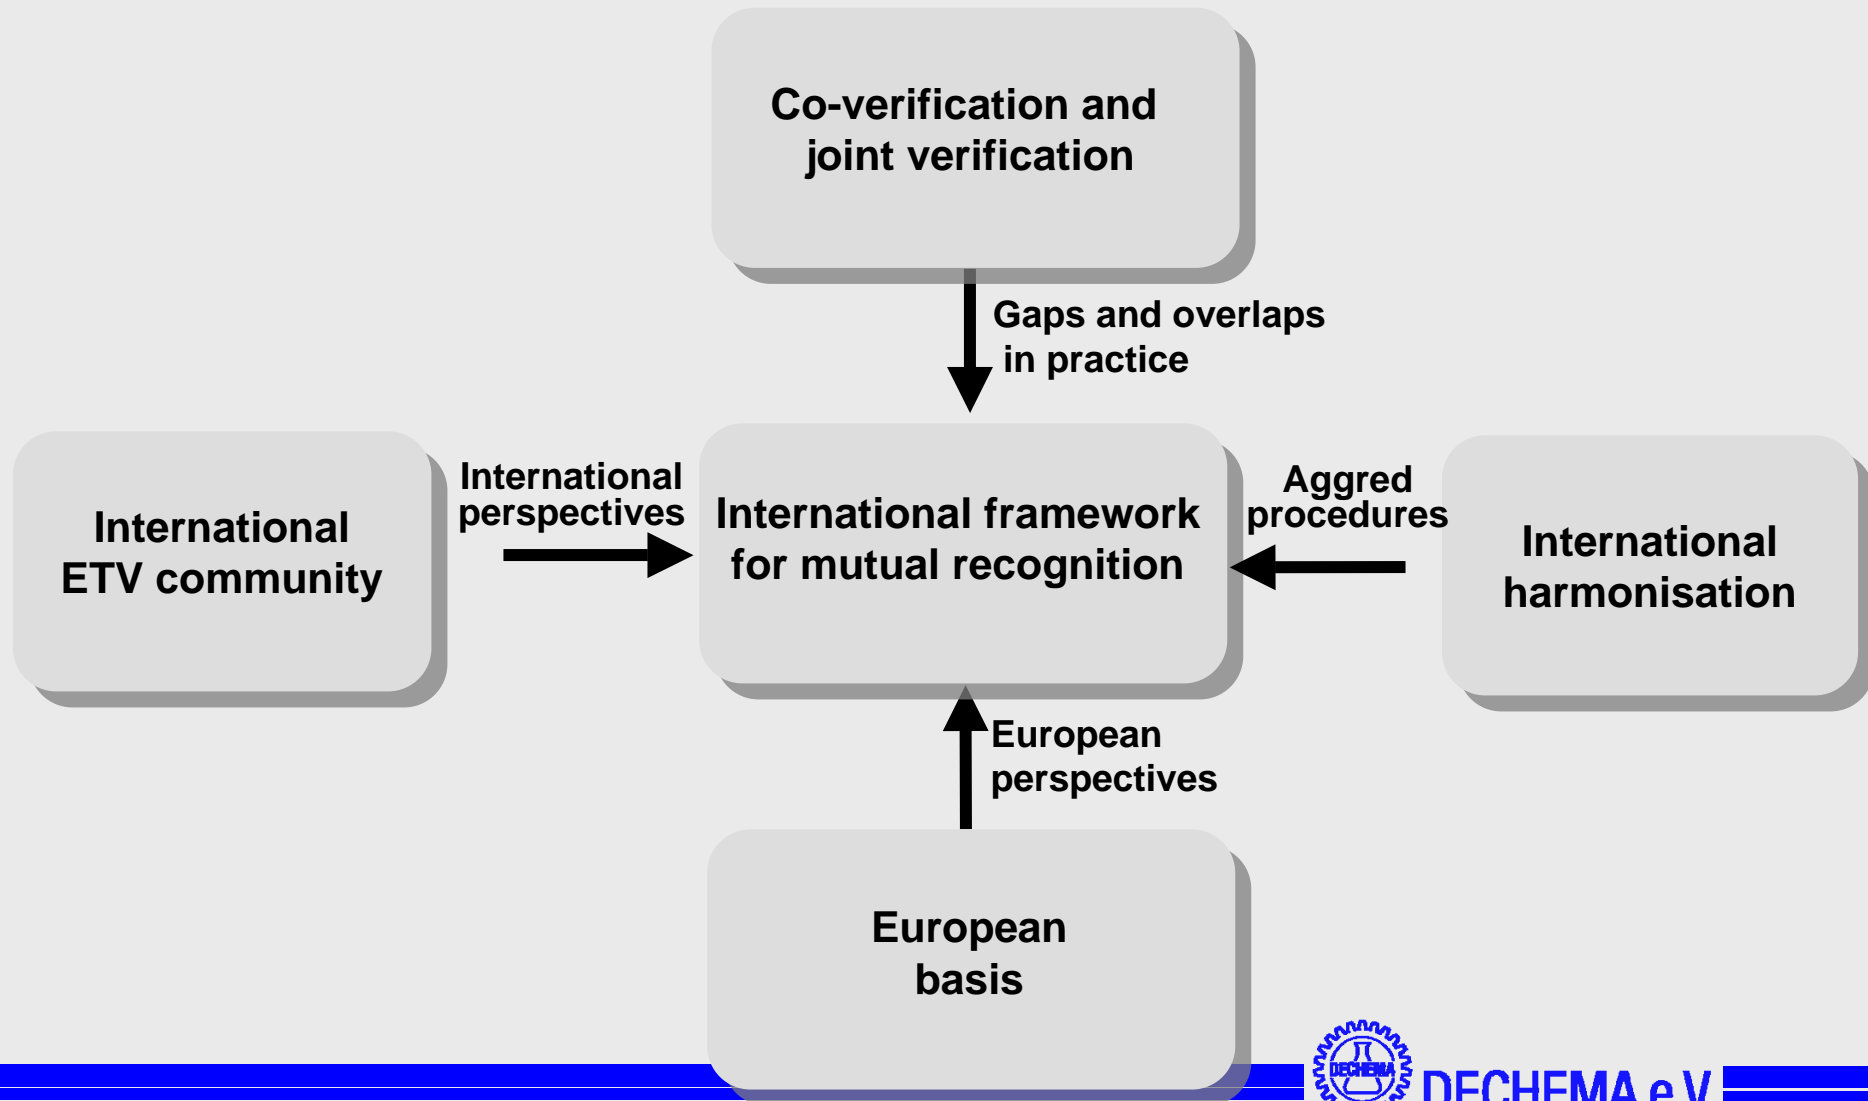 Co-verification and
joint verification
Gaps and overlaps
in practice
International
ETV community
International
perspectives
International framework
for mutual recognition
Aggred
procedures
International
harmonisation
European
perspectives
European
basis
DECHEMA
DECHEMA e.V.